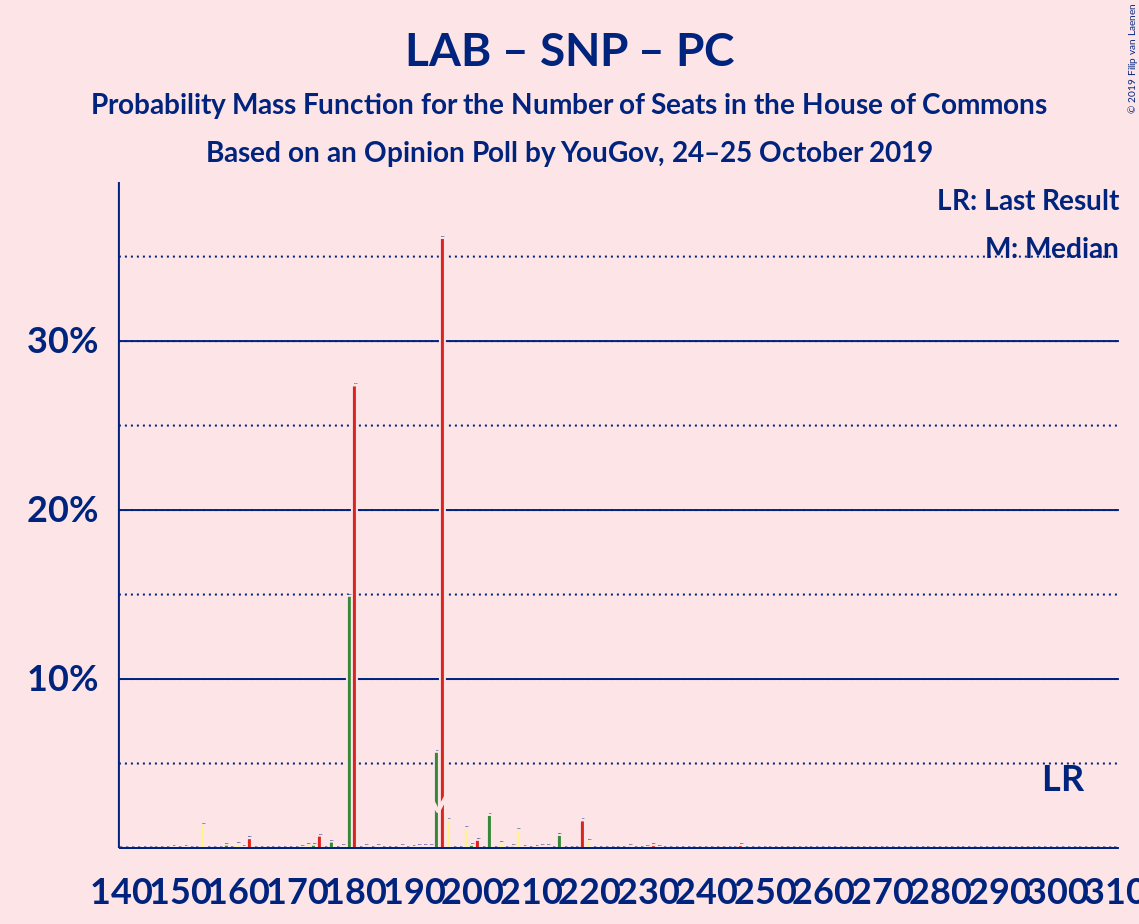 LAB – SNP – PC
Probability Mass Function for the Number of Seats in the House of Commons
Based on an Opinion Poll by YouGov, 24–25 October 2019
© 2019 Filip van Laenen
LR: Last Result
M: Median
30%
20%
10%
LR
140 150 160 170 180 190 200 210 220 230 240 250 260 270 280 290 300 310